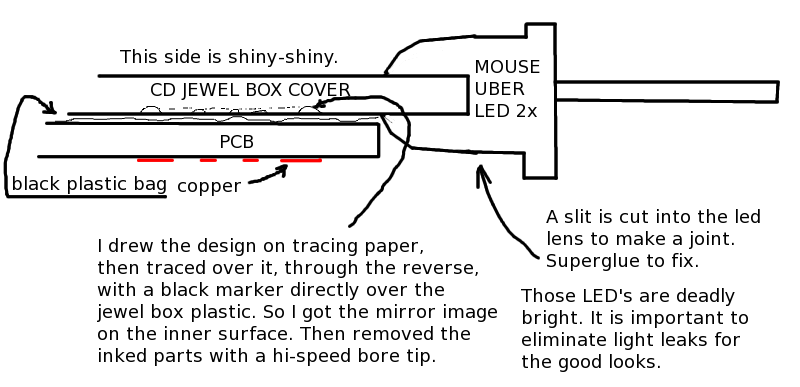 This side is shiny-shiny.
CD JEWEL BOX COVER
MOUSE
UBER
LED 2x
PCB
black plastic bag
copper
I drew the design on tracing paper,
then traced over it, through the reverse,
with a black marker directly over the
jewel box plastic. So I got the mirror image
on the inner surface. Then removed the
inked parts with a hi-speed bore tip.
A slit is cut into the led
lens to make a joint.
Superglue to fix.
Those LED's are deadly
bright. It is important to
eliminate light leaks for
the good looks.